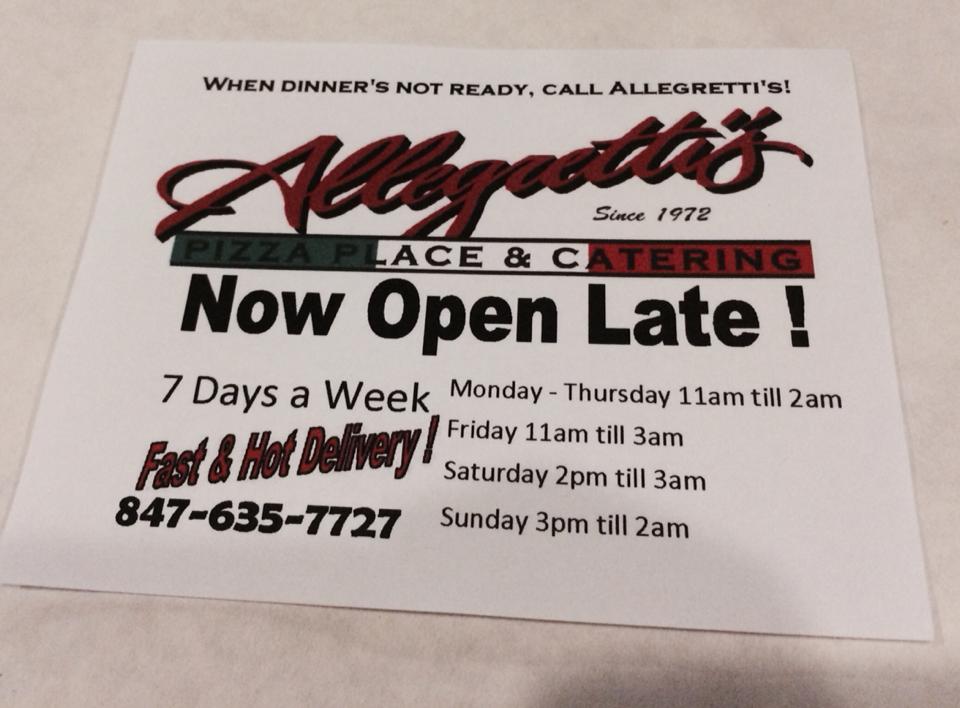 WHEN DINNER'S NOT READY, CALL ALLEGRETTI'S!
Allegretti's
Since 1972
PIZZA PLACE & CATERING
Now Open Late !
7 Days a Week
Fast & Hot Delivery !
847-635-7727
Monday - Thursday 11am till 2am
Friday 11am till 3am
Saturday 2pm till 3am
Sunday 3pm till 2am